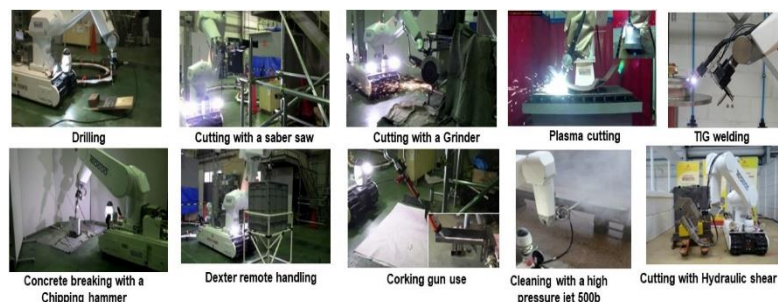 Drilling
Cutting with a saber saw
Cutting with a Grinder
Plasma cutting
TIG welding
Concrete breaking with a
Chipping hammer
Dexter remote handling
Corking gun use
Cleaning with a high
pressure jet 500b
Cutting with Hydraulic shear